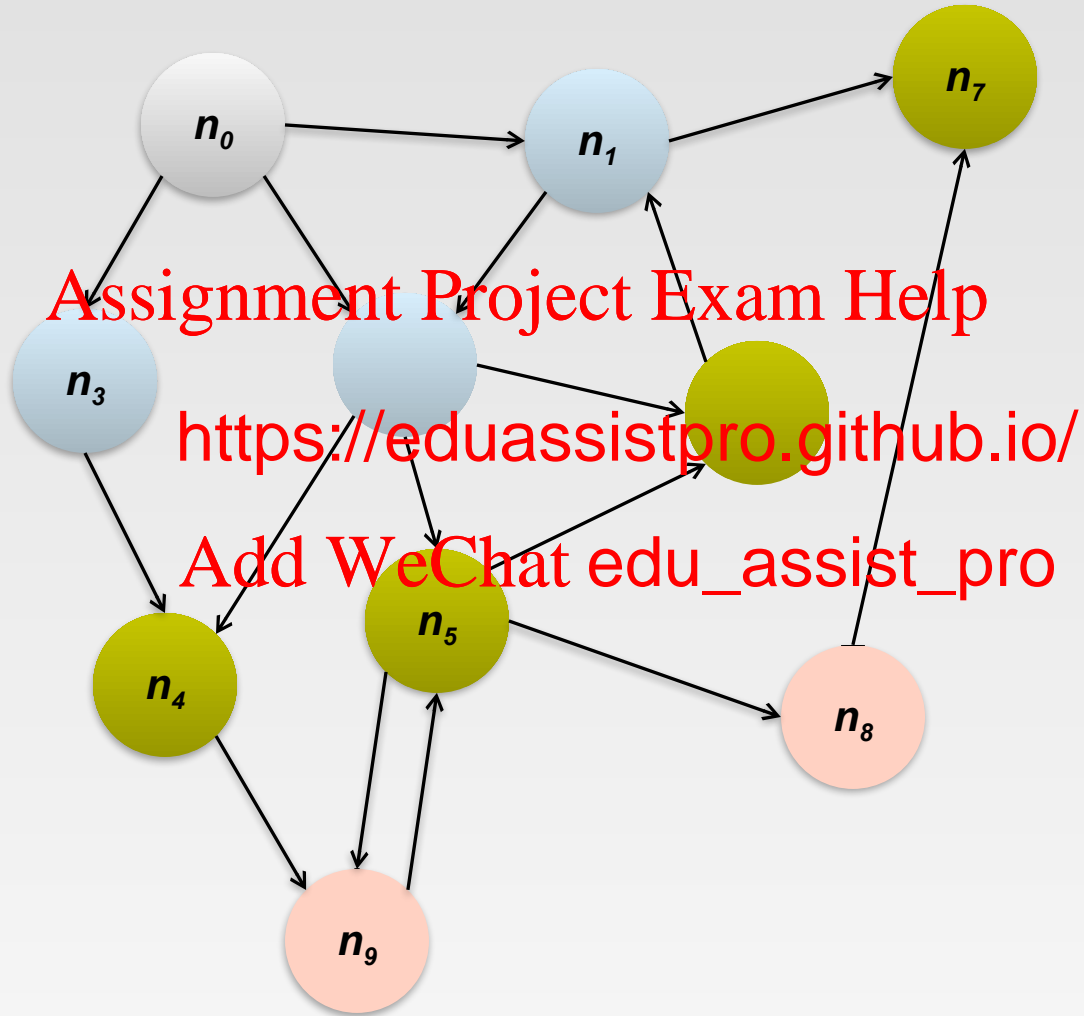 n7
n0
n1
Assignment Project Exam Help
n3
https://eduassistpro.github.io/
Add WeChat edu_assist_pro
n5
n4
n8
n9